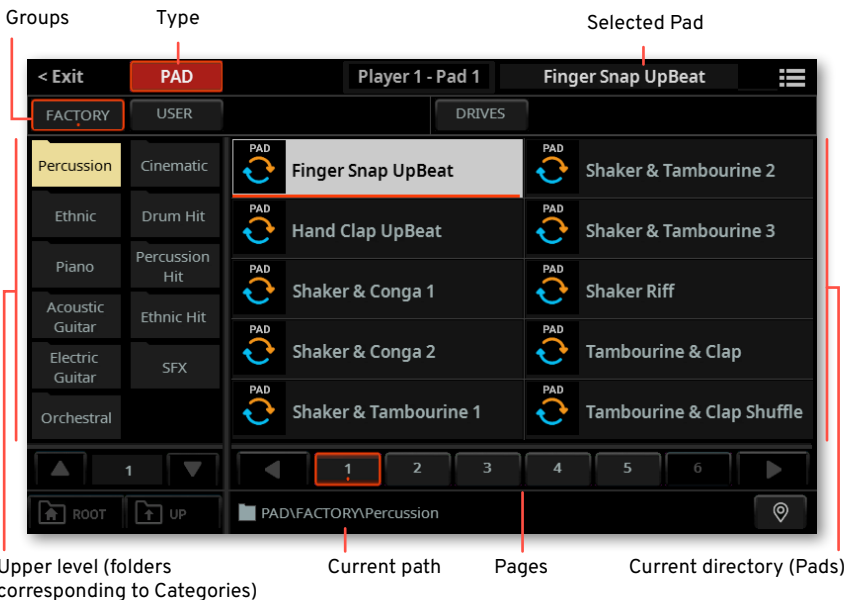 Groups
Type
Selected Pad
< Exit
PAD
Player 1 - Pad 1
Finger Snap UpBeat
FACTORY
USER
DRIVES
Percussion
Cinematic
Ethnic
Drum Hit
Piano
Percussion
Hit
Acoustic
Guitar
Ethnic Hit
Electric
Guitar
SFX
Orchestral
PAD
Finger Snap UpBeat
PAD
Shaker & Tambourine 2
PAD
Hand Clap UpBeat
PAD
Shaker & Tambourine 3
PAD
Shaker & Conga 1
PAD
Shaker Riff
PAD
Shaker & Conga 2
PAD
Tambourine & Clap
PAD
Shaker & Tambourine 1
PAD
Tambourine & Clap Shuffle
1
1
2
3
4
5
6
ROOT
UP
PAD\FACTORY\Percussion
Upper level (folders
corresponding to Categories)
Current path
Pages
Current directory (Pads)